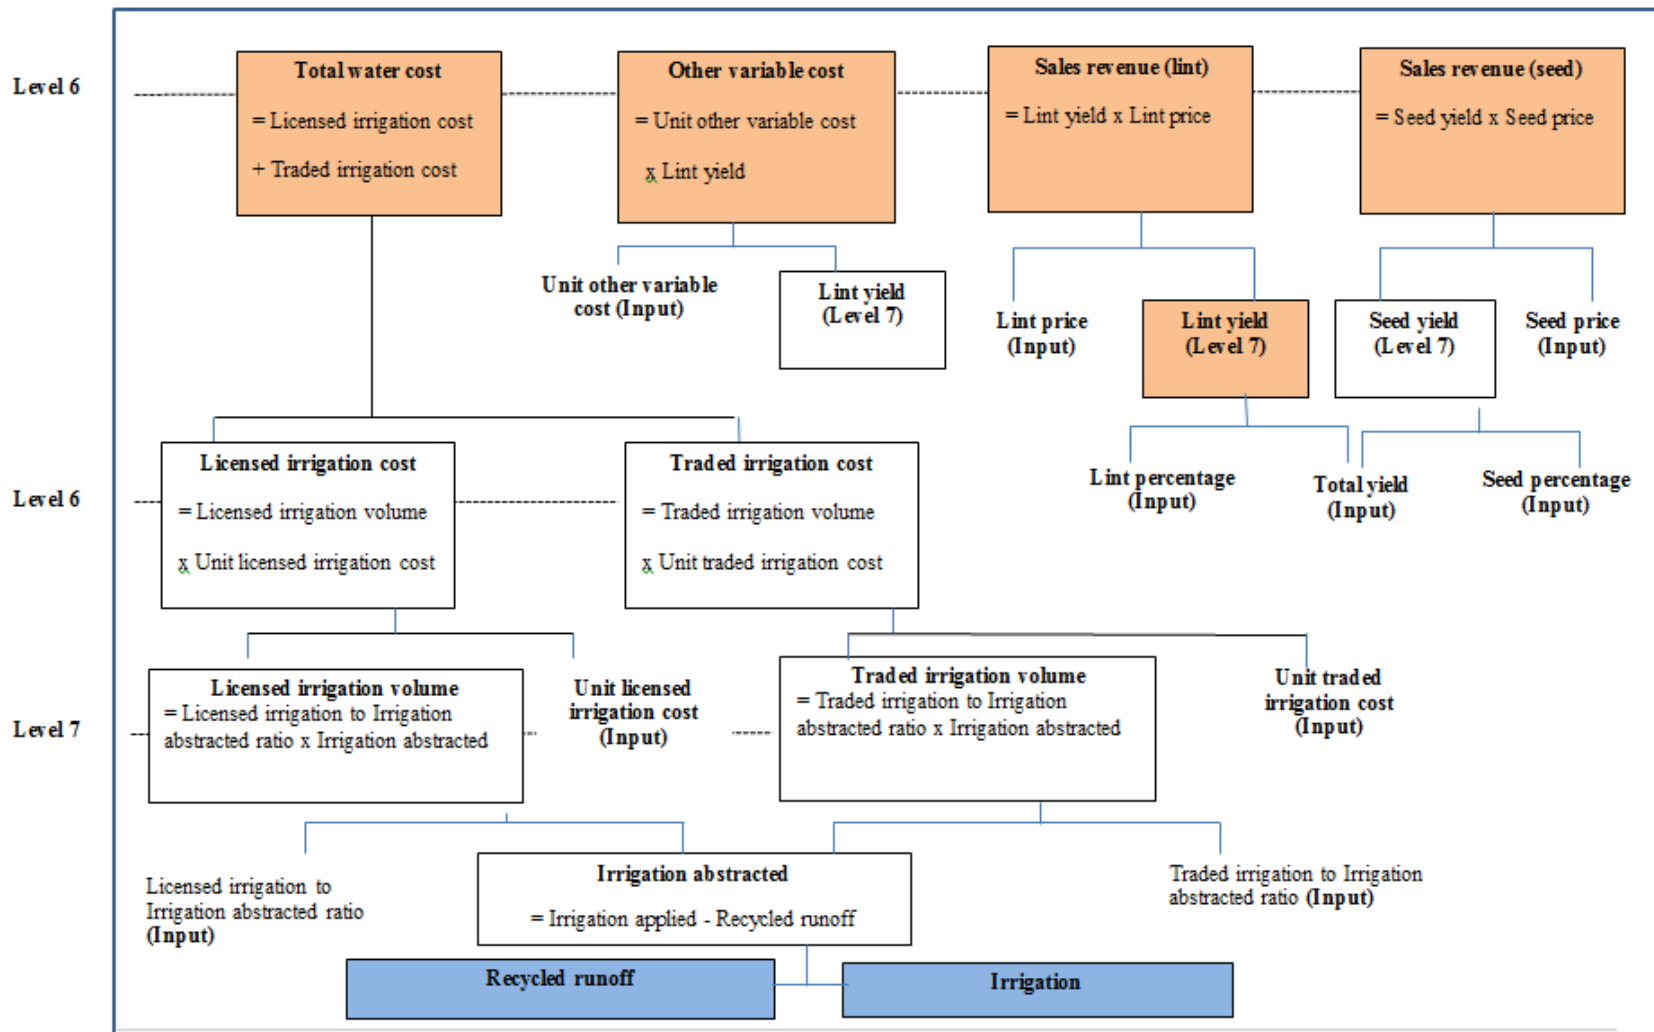 Level 6
Total water cost
= Licensed irrigation cost
+ Traded irrigation cost
Other variable cost
= Unit other variable cost
x Lint yield
Sales revenue (lint)
= Lint yield x Lint price
Sales revenue (seed)
= Seed yield x Seed price
Unit other variable
cost (Input)
Lint yield
(Level 7)
Lint price
(Input)
Lint yield
(Level 7)
Seed yield
(Level 7)
Seed price
(Input)
Level 6
Licensed irrigation cost
= Licensed irrigation volume
x Unit licensed irrigation cost
Traded irrigation cost
= Traded irrigation volume
x Unit traded irrigation cost
Lint percentage
(Input)
Total yield
(Input)
Seed percentage
(Input)
Level 7
Licensed irrigation volume
= Licensed irrigation to Irrigation
abstracted ratio x Irrigation abstracted
Unit licensed
irrigation cost
(Input)
Traded irrigation volume
= Traded irrigation to Irrigation
abstracted ratio x Irrigation abstracted
Unit traded
irrigation cost
(Input)
Licensed irrigation to
Irrigation abstracted ratio
(Input)
Irrigation abstracted
= Irrigation applied - Recycled runoff
Traded irrigation to Irrigation
abstracted ratio (Input)
Recycled runoff
Irrigation